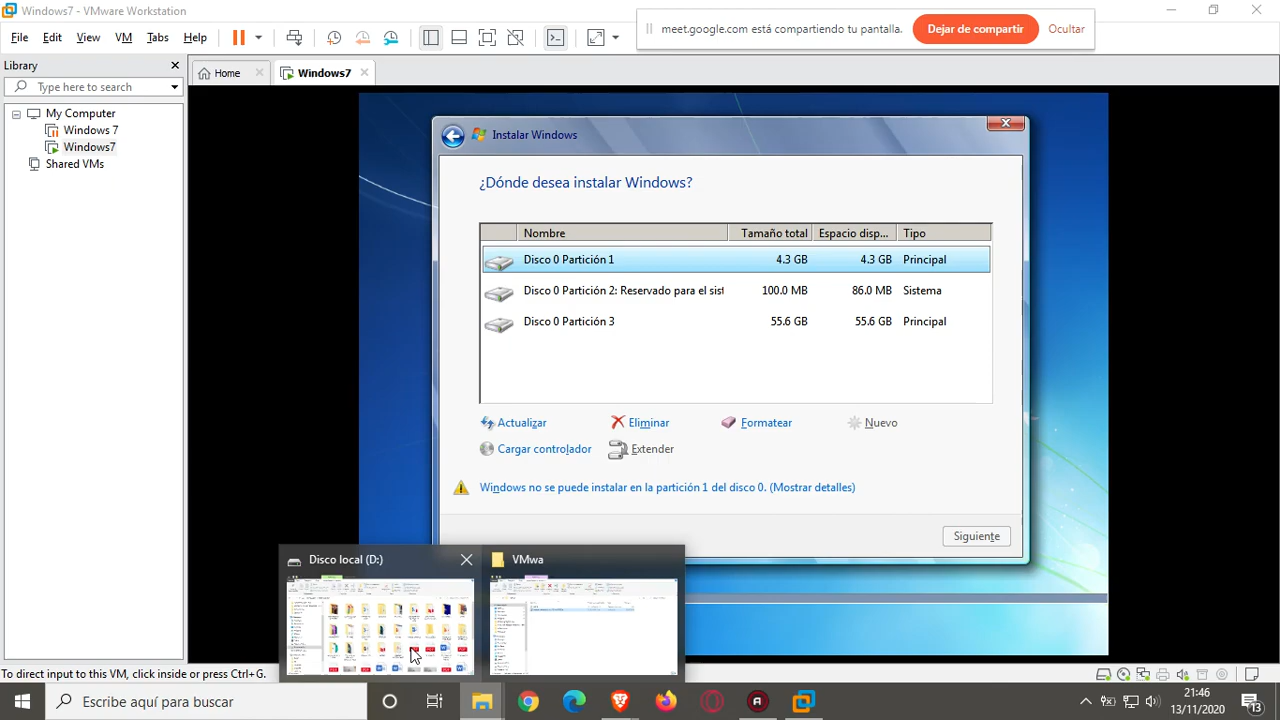 Windows7 - VMware Workstation
meet.google.com está compartiendo tu pantalla.
Dejar de compartir
Ocultar
File Edit View VM Tabs Help
Library
Home
Windows7
Type here to search
My Computer
Windows 7
Windows7
Shared VMs
Instalar Windows
¿Dónde desea instalar Windows?
Nombre Tamaño total Espacio disp... Tipo
Disco 0 Partición 1 4.3 GB 4.3 GB Principal
Disco 0 Partición 2: Reservado para el sist 100.0 MB 86.0 MB Sistema
Disco 0 Partición 3 55.6 GB 55.6 GB Principal
Actualizar Eliminar Formatear Nuevo
Cargar controlador Extender
Windows no se puede instalar en la partición 1 del disco 0. (Mostrar detalles)
Siguiente
Disco local (D:)
VMwa
To direct input to this VM, click inside or press Ctrl+G.
Escribe aquí para buscar
21:46
13/11/2020
13